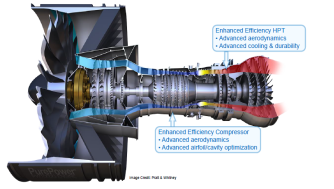 Enhanced Efficiency HPT
• Advanced aerodynamics
• Advanced cooling & durability
Enhanced Efficiency Compressor
• Advanced aerodynamics
• Advanced airfoil/cavity optimization
PurePower
Image Credit: Pratt & Whitney